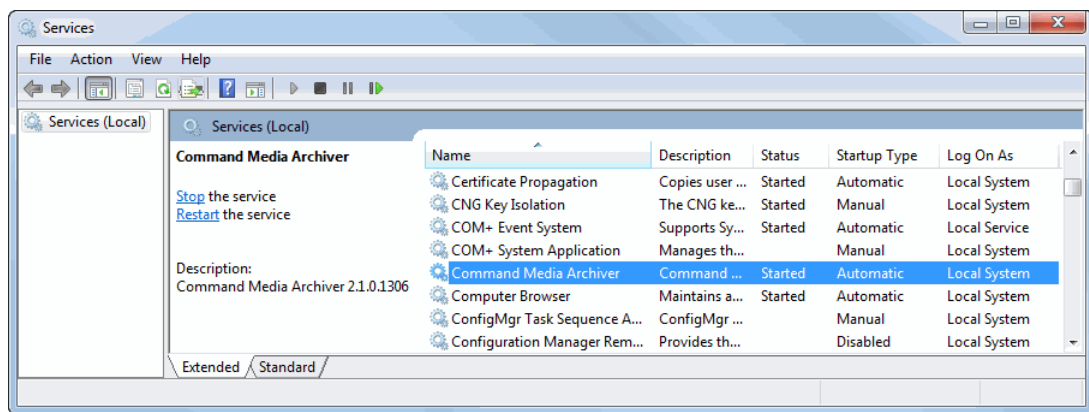 Services
File Action View Help
Services (Local)
Services (Local)
Command Media Archiver
Stop the service
Restart the service
Description:
Command Media Archiver 2.1.0.1306
Name Description Status Startup Type Log On As
Certificate Propagation Copies user ... Started Automatic Local System
CNG Key Isolation The CNG ke... Started Manual Local System
COM+ Event System Supports Sy... Started Automatic Local Service
COM+ System Application Manages th... Manual Local System
Command Media Archiver Command ... Started Automatic Local System
Computer Browser Maintains a... Started Automatic Local System
ConfigMgr Task Sequence A... ConfigMgr ... Manual Local System
Configuration Manager Rem... Provides th... Disabled Local System
Extended Standard